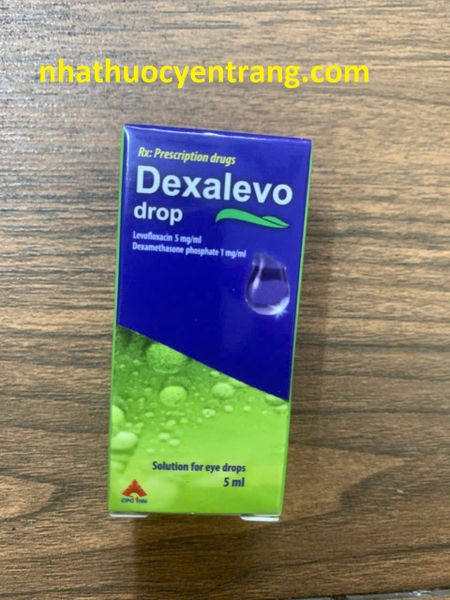 nhathuocyentrang.com
Rx: Prescription drugs
Dexalevo
drop
Levofloxacin 5 mg/ml
Dexamethasone phosphate 1 mg/ml
Solution for eye drops
5 ml
CPC1HN